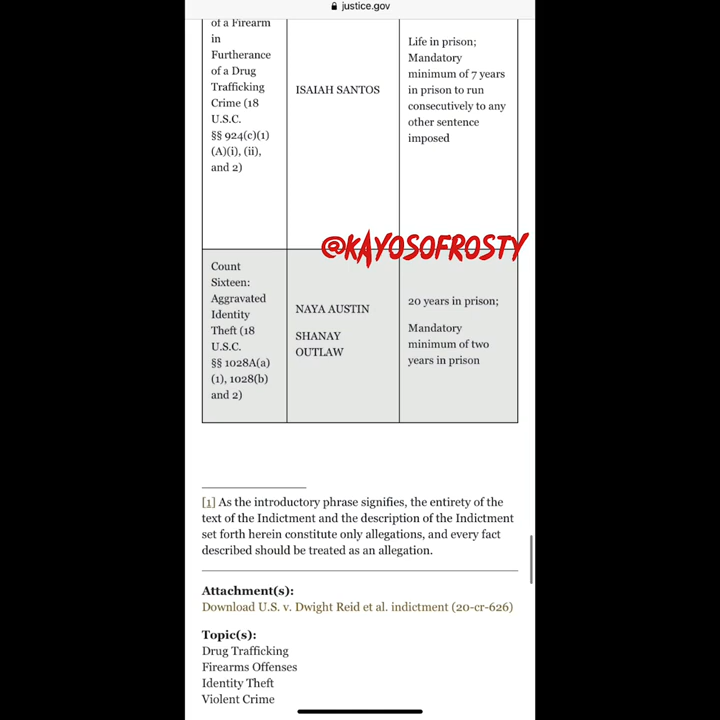 justice.gov
of a Firearm
in
Furtherance
of a Drug
Trafficking
Crime (18
U.S.C.
§§ 924(c)(1)
(A)(i), (ii),
and 2)
ISAIAH SANTOS
Life in prison;
Mandatory
minimum of 7 years
in prison to run
consecutively to any
other sentence
imposed
@KAYOSOFROSTY
Count
Sixteen:
Aggravated
Identity
Theft (18
U.S.C.
§§ 1028A(a)
(1), 1028(b)
and 2)
NAYA AUSTIN
SHANAY
OUTLAW
20 years in prison;
Mandatory
minimum of two
years in prison
[1] As the introductory phrase signifies, the entirety of the
text of the Indictment and the description of the Indictment
set forth herein constitute only allegations, and every fact
described should be treated as an allegation.
Attachment(s):
Download U.S. v. Dwight Reid et al. indictment (20-cr-626)
Topic(s):
Drug Trafficking
Firearms Offenses
Identity Theft
Violent Crime